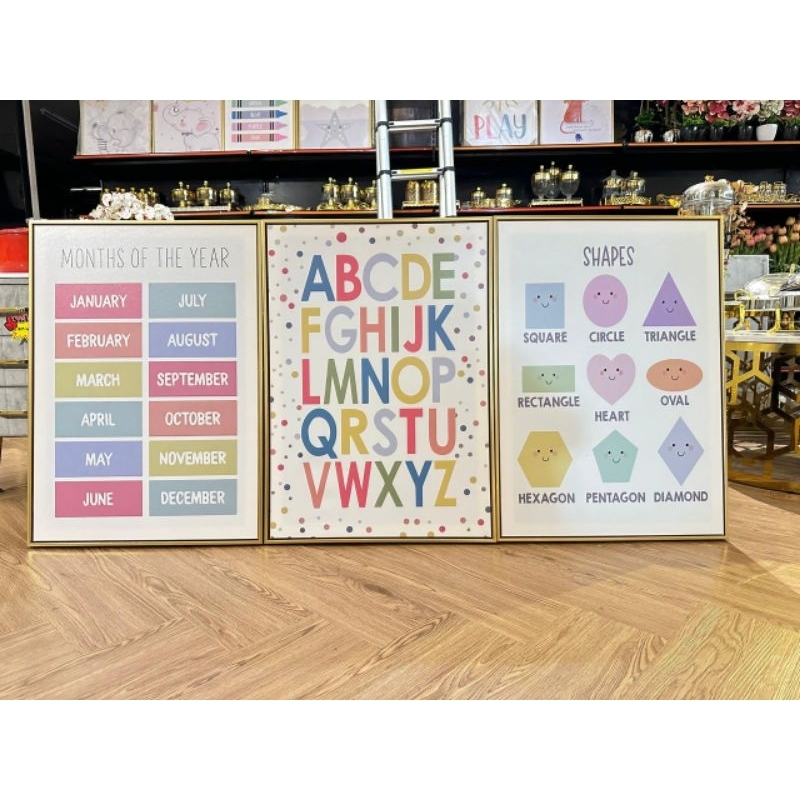 PLAY
MONTHS OF THE YEAR
JANUARY JULY
FEBRUARY AUGUST
MARCH SEPTEMBER
APRIL OCTOBER
MAY NOVEMBER
JUNE DECEMBER
ABCDE
FGHIJK
LMNOP
QRSTU
VWXYZ
SHAPES
SQUARE CIRCLE TRIANGLE
RECTANGLE HEART OVAL
HEXAGON PENTAGON DIAMOND